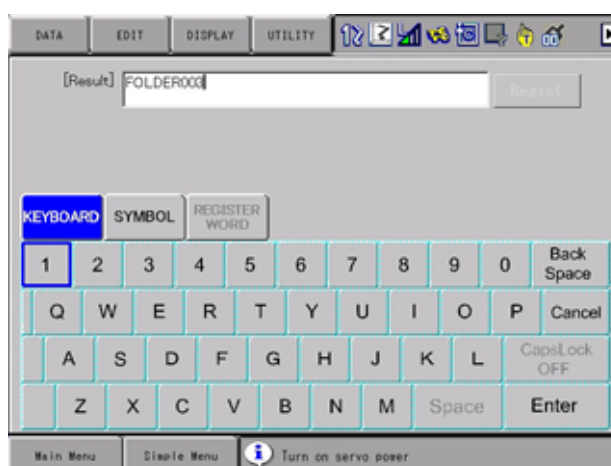 DATA EDIT DISPLAY UTILITY
[Result] FOLDER003 Regist
KEYBOARD SYMBOL REGISTER WORD
1 2 3 4 5 6 7 8 9 0 Back Space
Q W E R T Y U I O P Cancel
A S D F G H J K L CapsLock OFF
Z X C V B N M Space Enter
Main Menu Simple Menu Turn on servo power